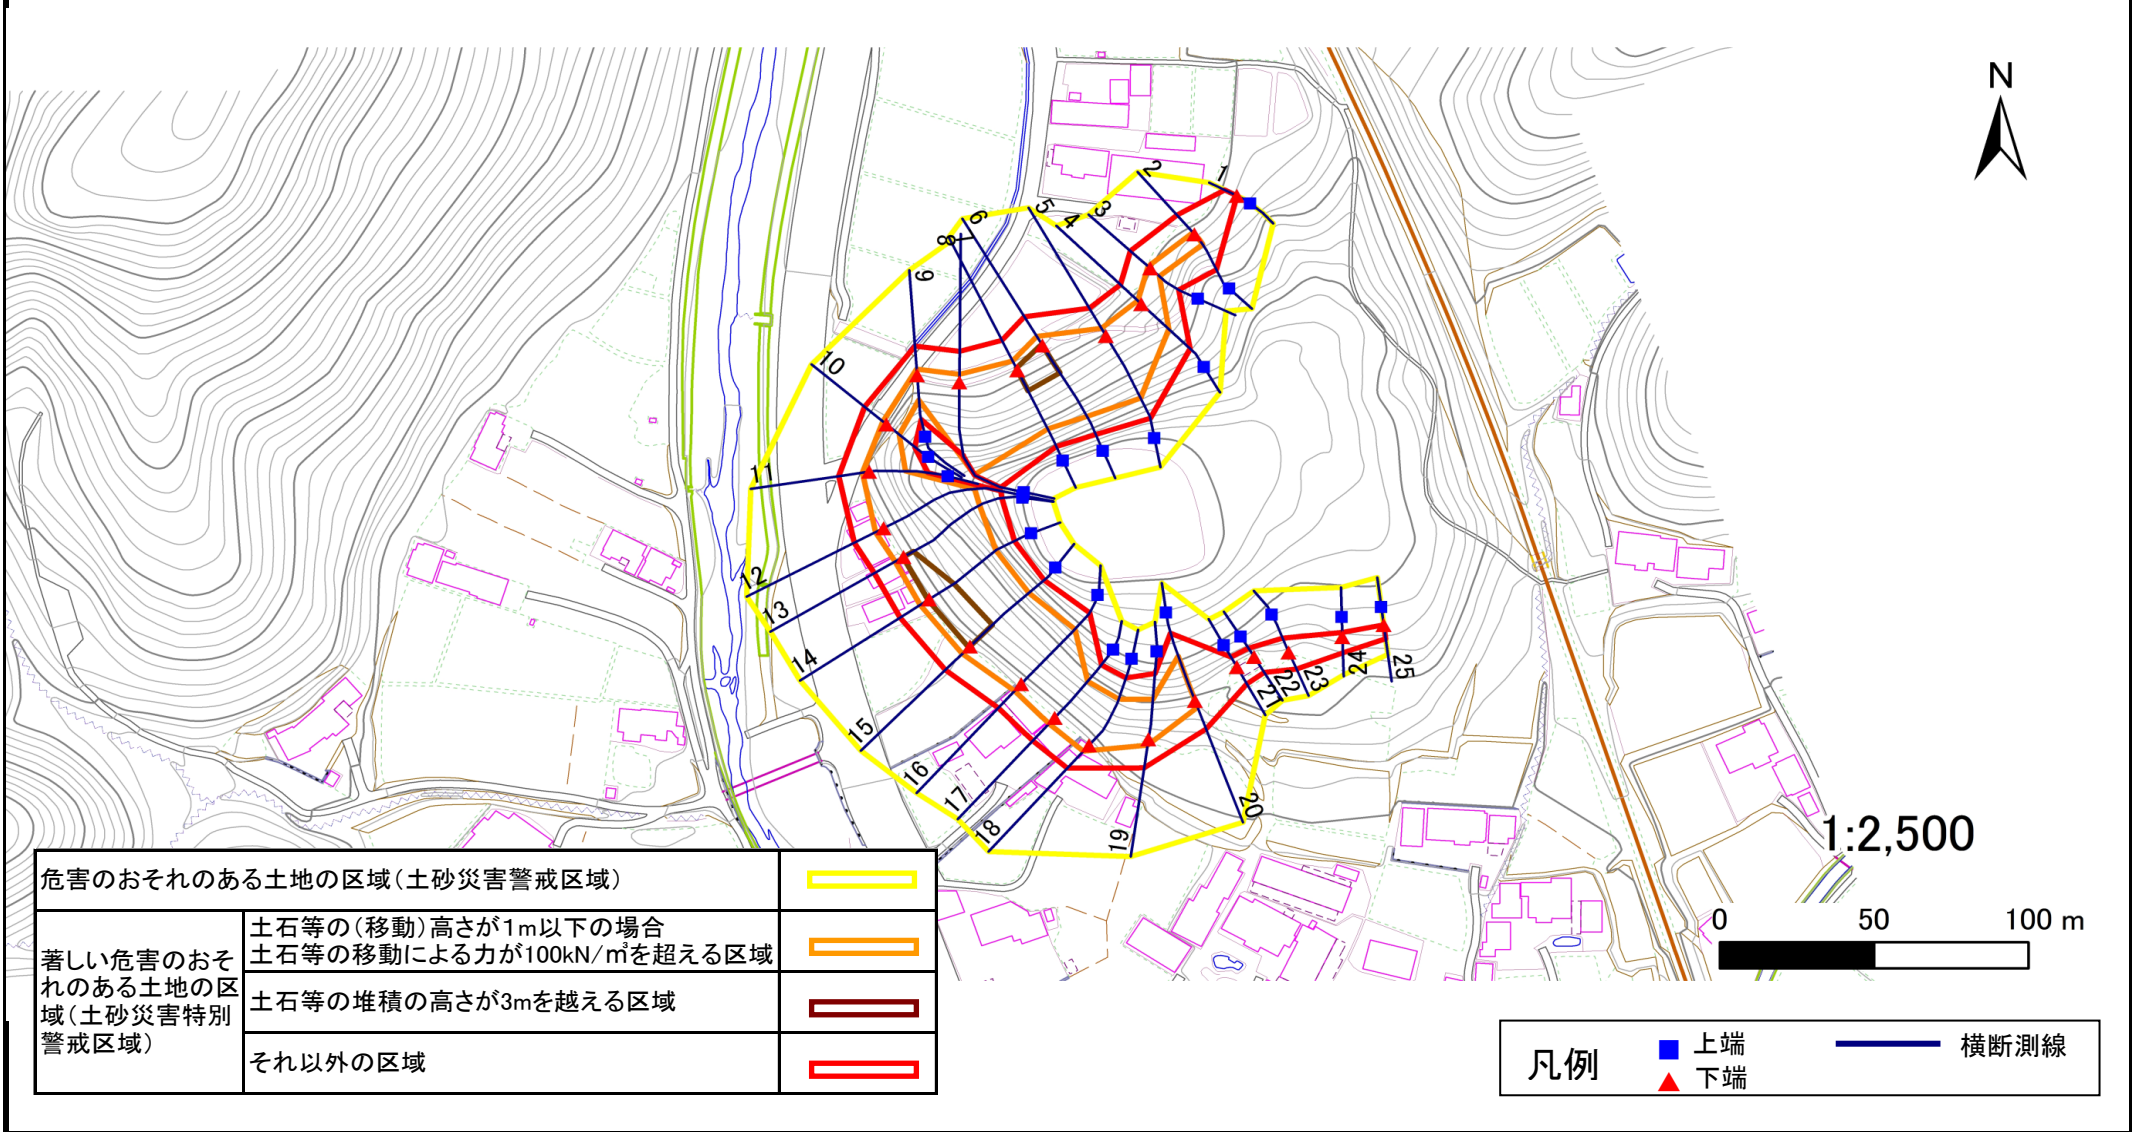 N
1
2
3
4
5
6
7
8
9
10
11
12
13
14
15
16
17
18
19
20
21
22
23
24
25
1:2,500
0 50 100 m
危害のおそれのある土地の区域(土砂災害警戒区域)
著しい危害のおそ
れのある土地の区
域(土砂災害特別
警戒区域)
土石等の(移動)高さが1m以下の場合
土石等の移動による力が100kN/㎡を超える区域
土石等の堆積の高さが3mを越える区域
それ以外の区域
凡例
上端
下端
横断測線